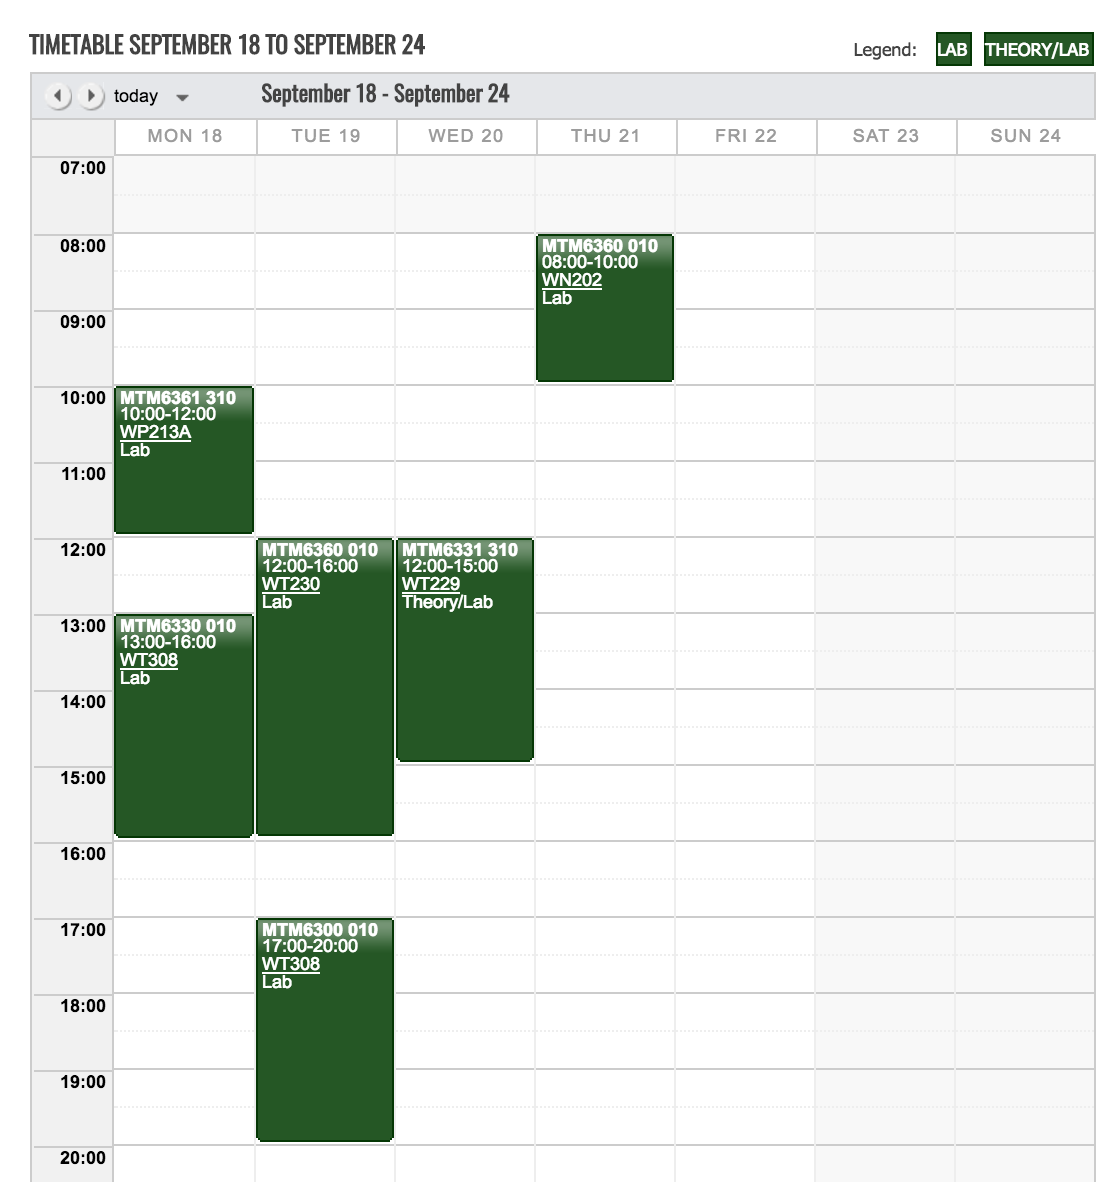 TIMETABLE SEPTEMBER 18 TO SEPTEMBER 24
Legend: LAB THEORY/LAB
today
September 18 - September 24
MON 18 TUE 19 WED 20 THU 21 FRI 22 SAT 23 SUN 24
07:00
08:00
MTM6360 010
08:00-10:00
WN202
Lab
09:00
10:00
MTM6361 310
10:00-12:00
WP213A
Lab
11:00
12:00
MTM6360 010
12:00-16:00
WT230
Lab
MTM6331 310
12:00-15:00
WT229
Theory/Lab
13:00
MTM6330 010
13:00-16:00
WT308
Lab
14:00
15:00
16:00
17:00
MTM6300 010
17:00-20:00
WT308
Lab
18:00
19:00
20:00